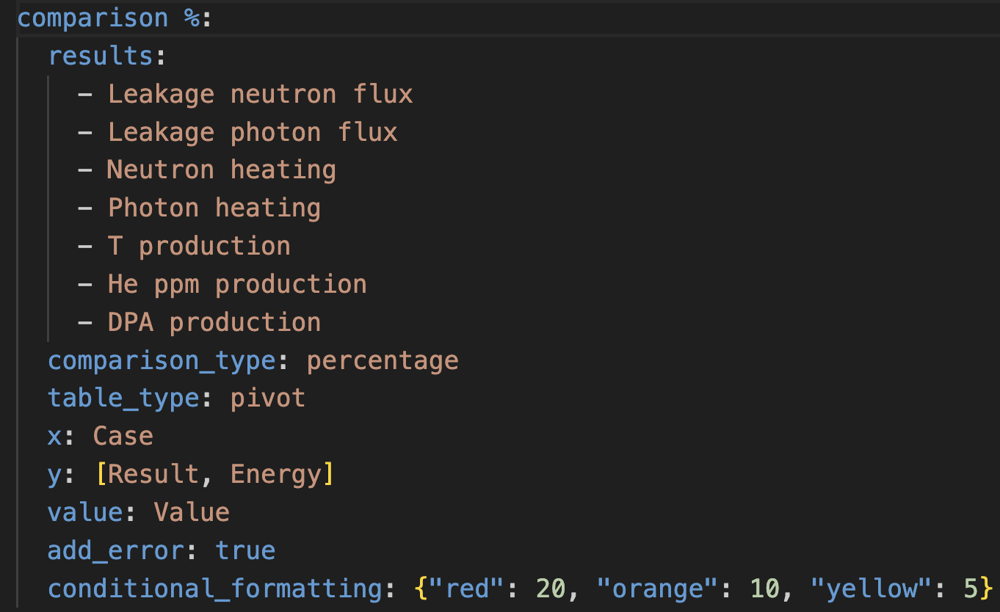 comparison %:
  results:
    - Leakage neutron flux
    - Leakage photon flux
    - Neutron heating
    - Photon heating
    - T production
    - He ppm production
    - DPA production
  comparison_type: percentage
  table_type: pivot
  x: Case
  y: [Result, Energy]
  value: Value
  add_error: true
  conditional_formatting: {"red": 20, "orange": 10, "yellow": 5}